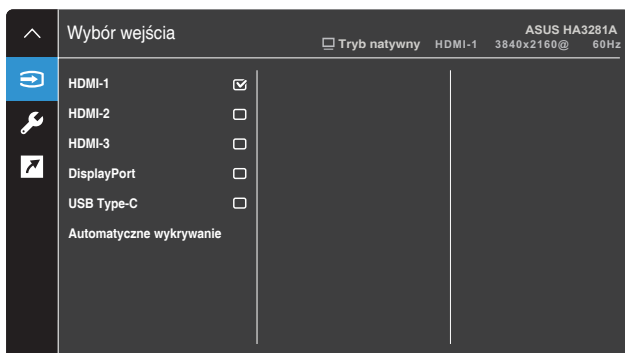 Wybór wejścia
ASUS HA3281A
Tryb natywny HDMI-1 3840x2160@ 60Hz
HDMI-1
HDMI-2
HDMI-3
DisplayPort
USB Type-C
Automatyczne wykrywanie